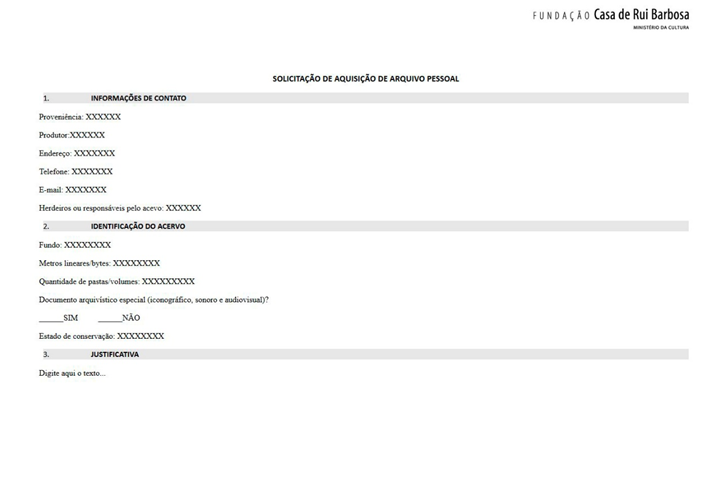 FUNDAÇÃO Casa de Rui Barbosa
MINISTÉRIO DA CULTURA
SOLICITAÇÃO DE AQUISIÇÃO DE ARQUIVO PESSOAL
1. INFORMAÇÕES DE CONTATO
Proveniência: XXXXXX
Produtor:XXXXXX
Endereço: XXXXXXX
Telefone: XXXXXXX
E-mail: XXXXXXX
Herdeiros ou responsáveis pelo acevo: XXXXXX
2. IDENTIFICAÇÃO DO ACERVO
Fundo: XXXXXXXX
Metros lineares/bytes: XXXXXXXX
Quantidade de pastas/volumes: XXXXXXXXX
Documento arquivístico especial (iconográfico, sonoro e audiovisual)?
______SIM ______NÃO
Estado de conservação: XXXXXXXX
3. JUSTIFICATIVA
Digite aqui o texto...